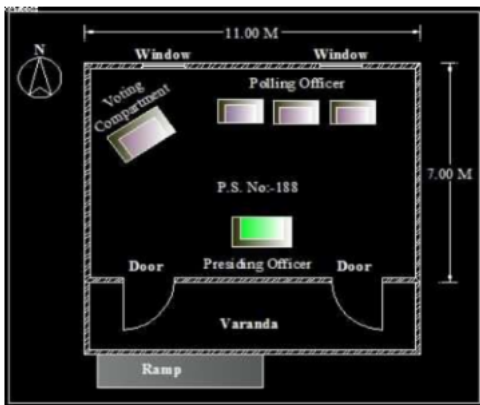 11.00 M
N
Window
Window
Voting
Compartment
Polling Officer
7.00 M
P.S. No:-188
Door
Presiding Officer
Door
Varanda
Ramp